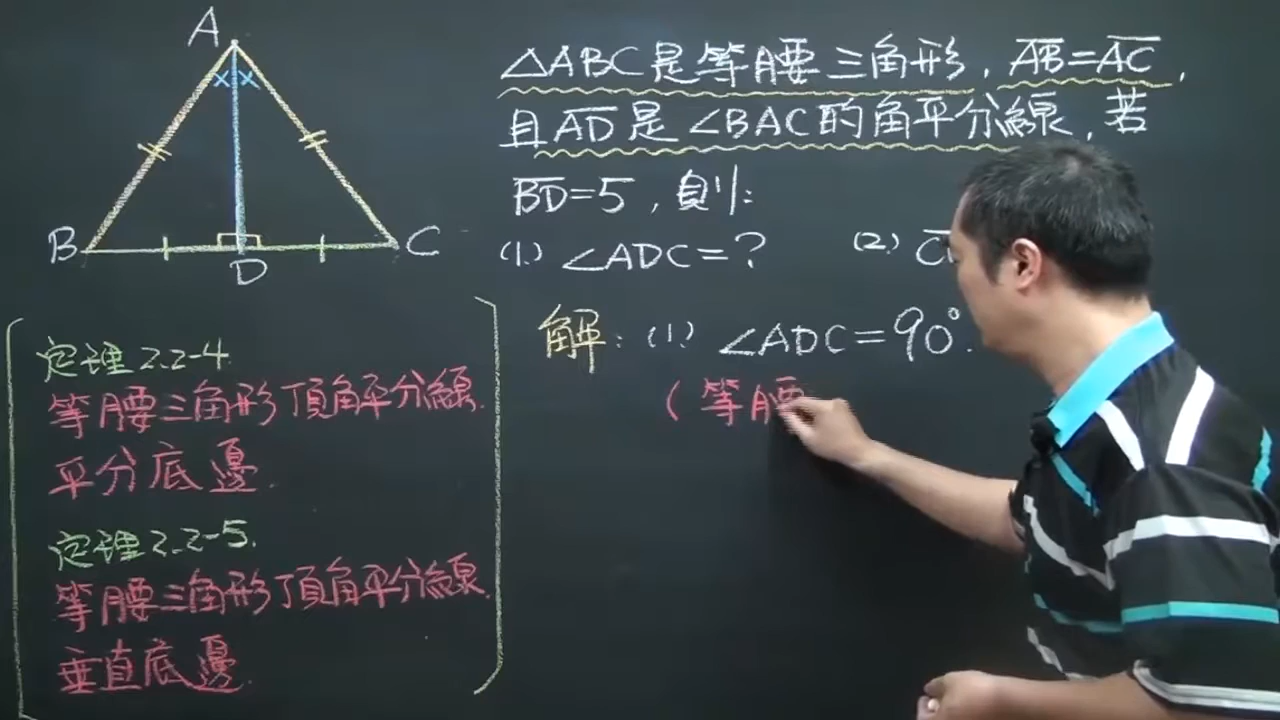 A
B
D
C
△ABC是等腰三角形, AB=AC,
且AD是∠BAC的角平分線, 若
BD=5, 則:
(1.) ∠ADC=?
(2.) C
解: (1.) ∠ADC=90°.
(等腰
定理2.2-4.
等腰三角形頂角平分線
平分底邊.
定理2.2-5.
等腰三角形頂角平分線
垂直底邊.